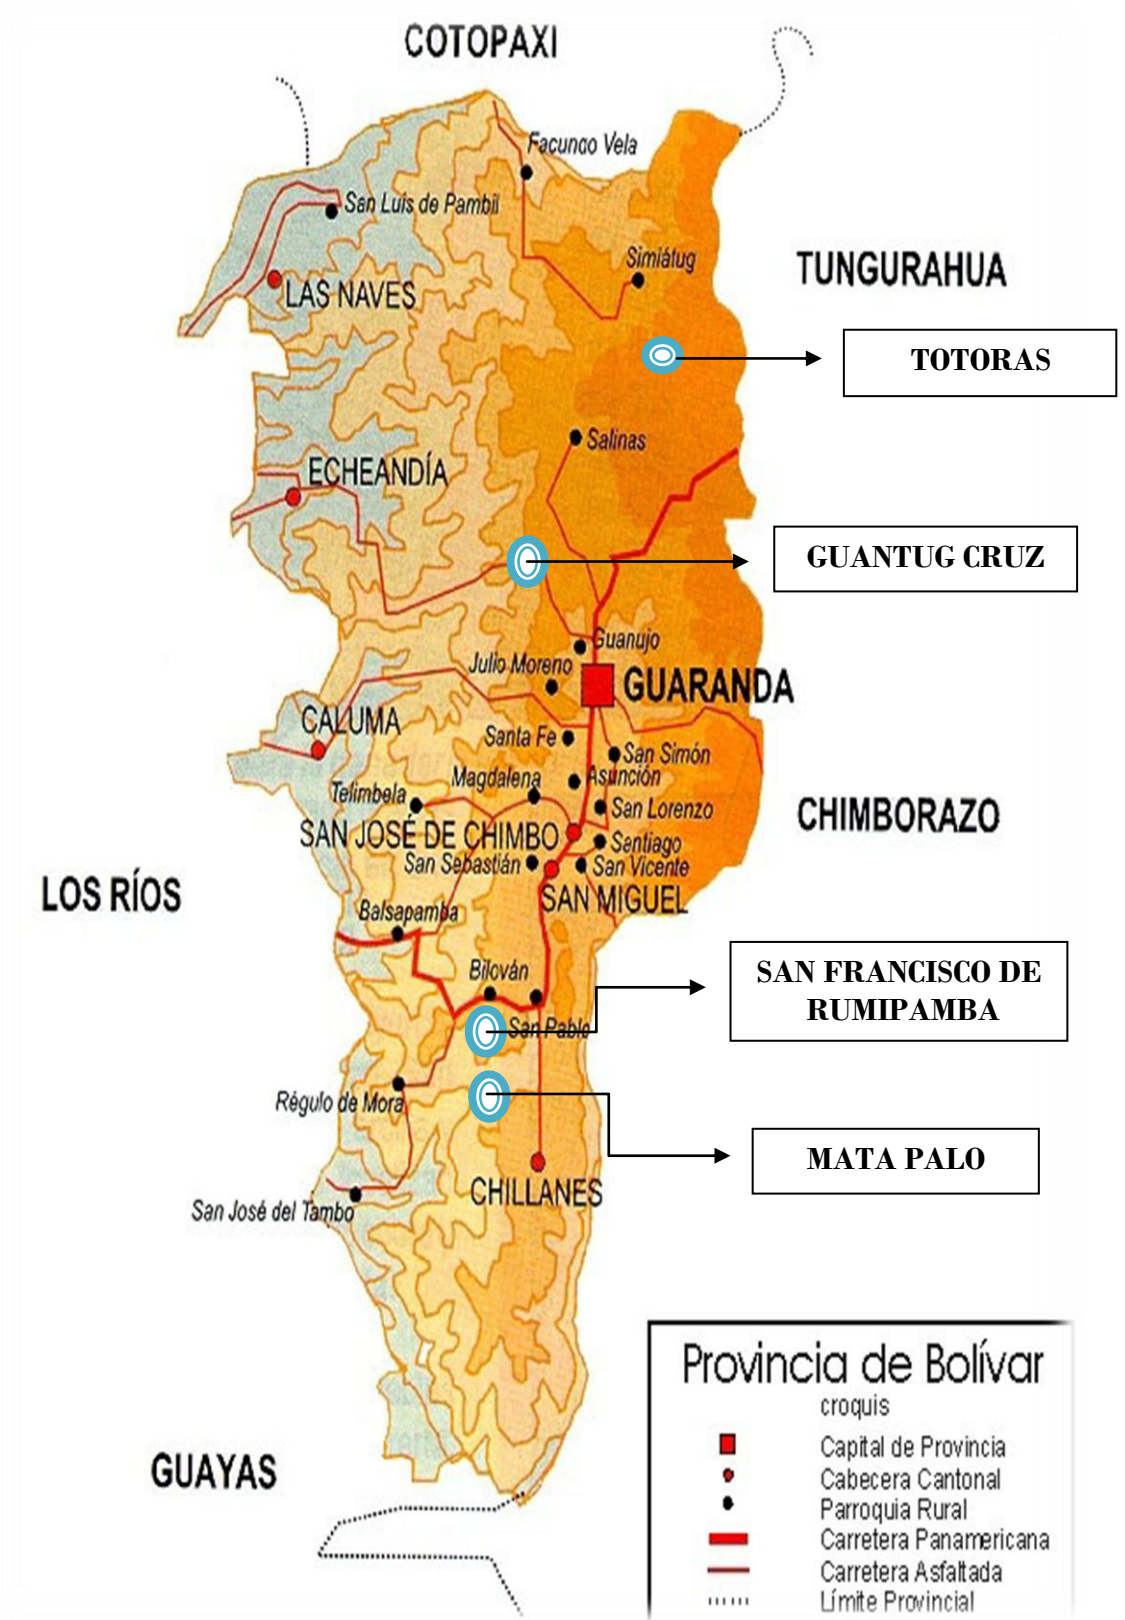 COTOPAXI
Facundo Vela
San Luis de Pambil
Simiátug
TUNGURAHUA
LAS NAVES
TOTORAS
Salinas
ECHEANDÍA
GUANTUG CRUZ
Guanujo
Julio Moreno
GUARANDA
CALUMA
Santa Fe
San Simón
Magdalena
Asunción
Telimbela
San Lorenzo
CHIMBORAZO
SAN JOSÉ DE CHIMBO
Santiago
San Sebastián
San Vicente
LOS RÍOS
SAN MIGUEL
Balsapamba
Bilován
SAN FRANCISCO DE
RUMIPAMBA
San Pablo
Régulo de Mora
MATA PALO
CHILLANES
San José del Tambo
GUAYAS
Provincia de Bolívar
croquis
Capital de Provincia
Cabecera Cantonal
Parroquia Rural
Carretera Panamericana
Carretera Asfaltada
Límite Provincial